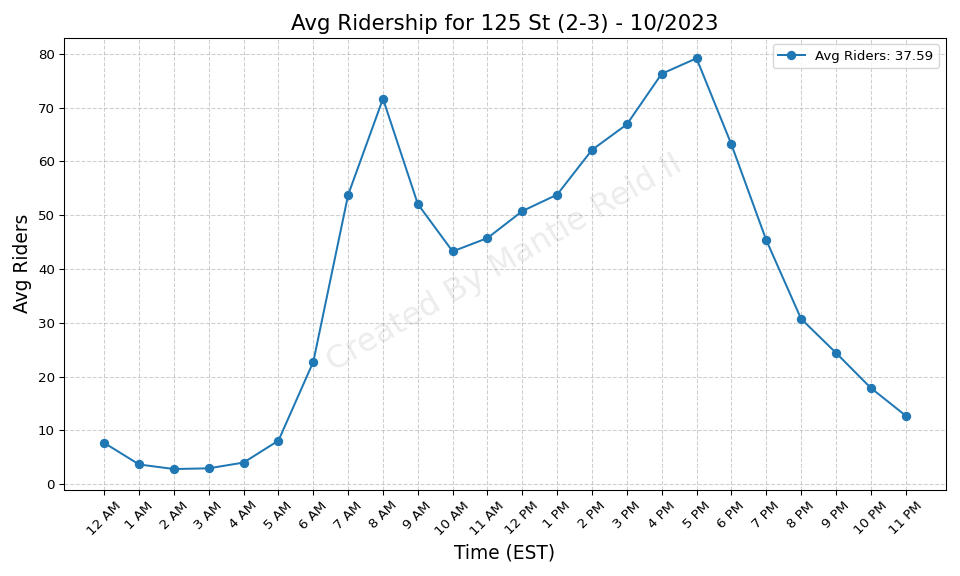 Avg Ridership for 125 St (2-3) - 10/2023
Avg Riders: 37.59
80
70
60
50
40
30
20
10
0
Avg Riders
Created By Mantie Reid II
12 AM
1 AM
2 AM
3 AM
4 AM
5 AM
6 AM
7 AM
8 AM
9 AM
10 AM
11 AM
12 PM
1 PM
2 PM
3 PM
4 PM
5 PM
6 PM
7 PM
8 PM
9 PM
10 PM
11 PM
Time (EST)